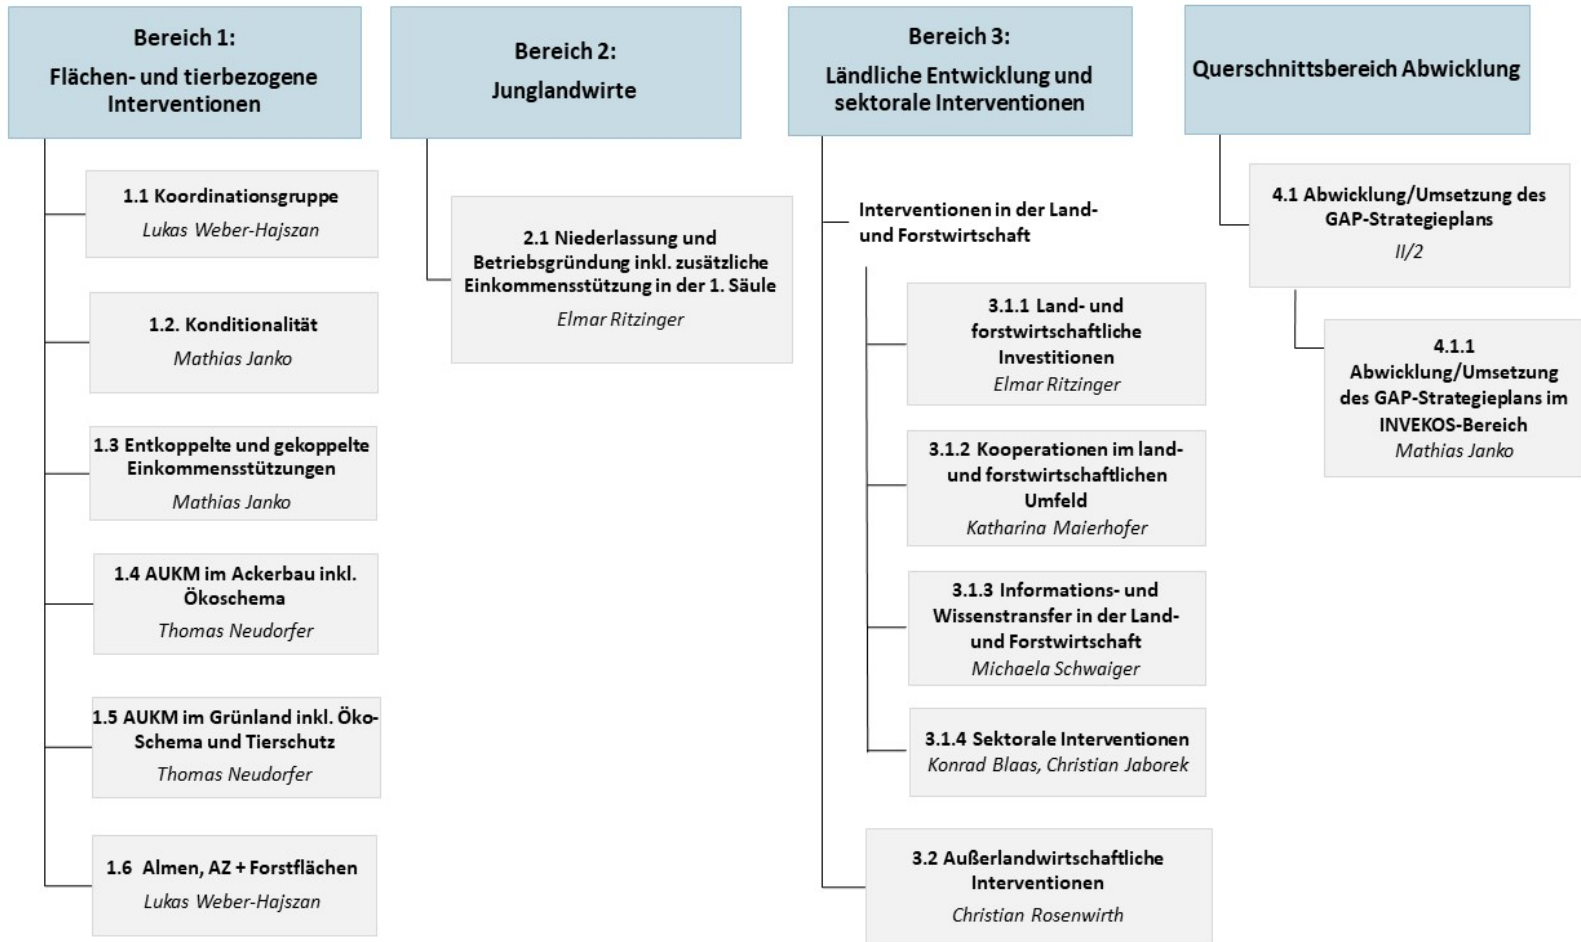 Bereich 1:
Flächen- und tierbezogene
Interventionen
1.1 Koordinationsgruppe
Lukas Weber-Hajszan
1.2. Konditionalität
Mathias Janko
1.3 Entkoppelte und gekoppelte
Einkommensstützungen
Mathias Janko
1.4 AUKM im Ackerbau inkl.
Ökoschema
Thomas Neudorfer
1.5 AUKM im Grünland inkl. Öko-
Schema und Tierschutz
Thomas Neudorfer
1.6 Almen, AZ + Forstflächen
Lukas Weber-Hajszan
Bereich 2:
Junglandwirte
2.1 Niederlassung und
Betriebsgründung inkl. zusätzliche
Einkommensstützung in der 1. Säule
Elmar Ritzinger
Bereich 3:
Ländliche Entwicklung und
sektorale Interventionen
Interventionen in der Land-
und Forstwirtschaft
3.1.1 Land- und
forstwirtschaftliche
Investitionen
Elmar Ritzinger
3.1.2 Kooperationen im land-
und forstwirtschaftlichen
Umfeld
Katharina Maierhofer
3.1.3 Informations- und
Wissenstransfer in der Land-
und Forstwirtschaft
Michaela Schwaiger
3.1.4 Sektorale Interventionen
Konrad Blaas, Christian Jaborek
3.2 Außerlandwirtschaftliche
Interventionen
Christian Rosenwirth
Querschnittsbereich Abwicklung
4.1 Abwicklung/Umsetzung des
GAP-Strategieplans
II/2
4.1.1
Abwicklung/Umsetzung
des GAP-Strategieplans im
INVEKOS-Bereich
Mathias Janko